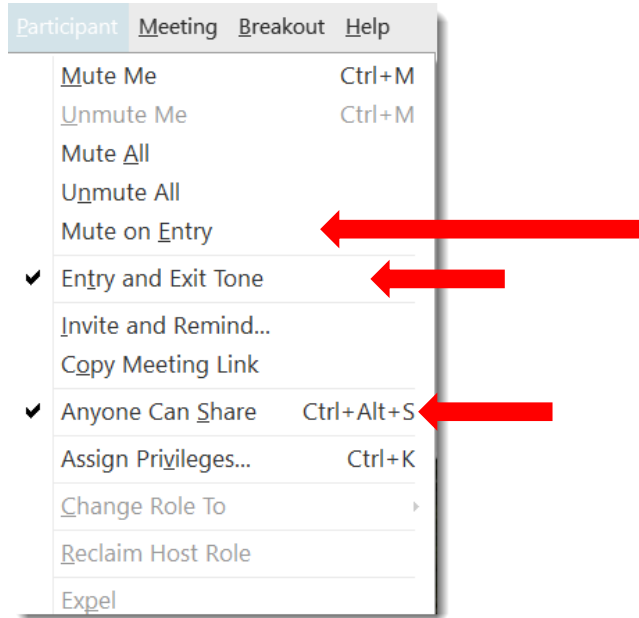 Participant Meeting Breakout Help
Mute Me Ctrl+M
Unmute Me Ctrl+M
Mute All
Unmute All
Mute on Entry
Entry and Exit Tone
Invite and Remind...
Copy Meeting Link
Anyone Can Share Ctrl+Alt+S
Assign Privileges... Ctrl+K
Change Role To
Reclaim Host Role
Expel